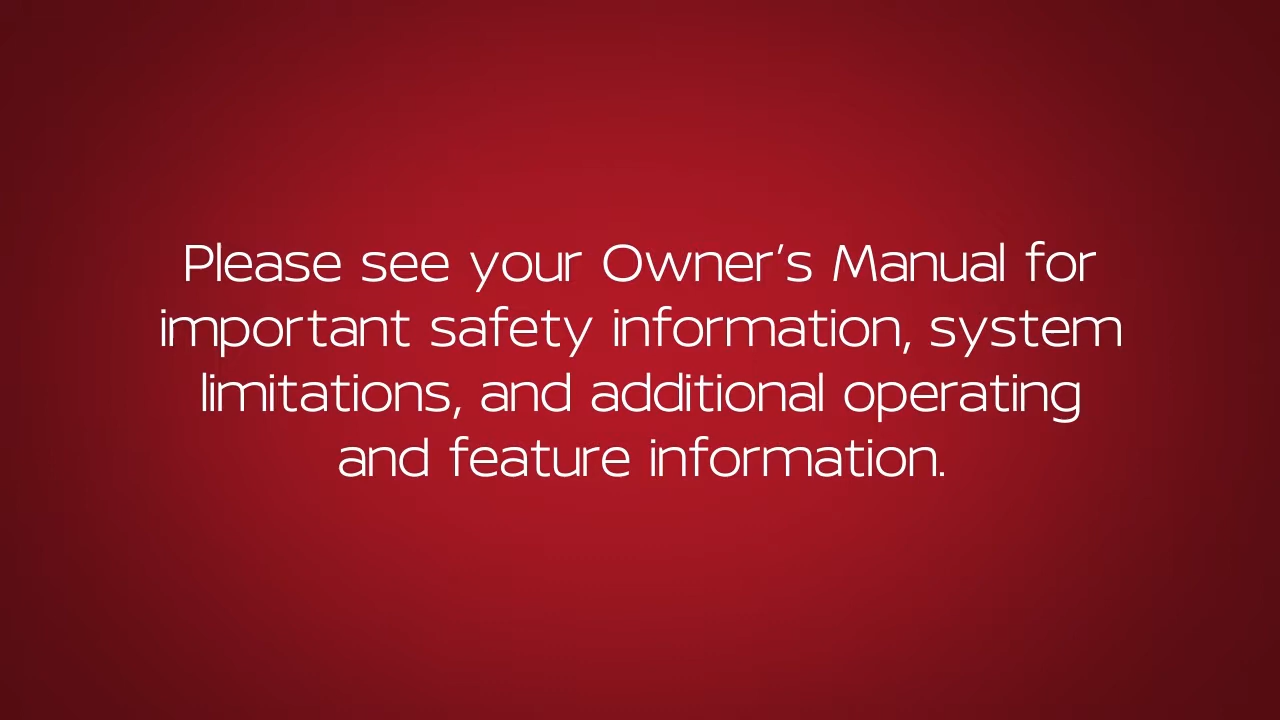 Please see your Owner’s Manual for
important safety information, system
limitations, and additional operating
and feature information.